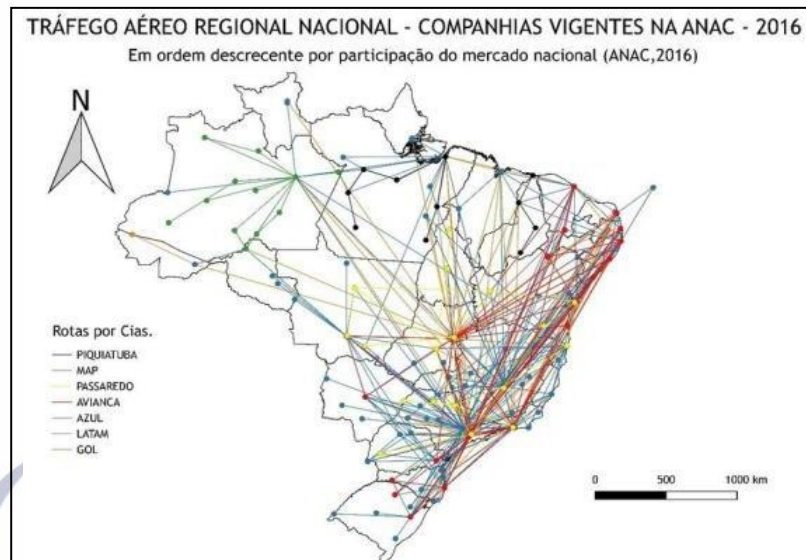 TRÁFEGO AÉREO REGIONAL NACIONAL - COMPANHIAS VIGENTES NA ANAC - 2016
Em ordem descrecente por participação do mercado nacional (ANAC,2016)
N
Rotas por Cias.
PIQUIATUBA
MAP
PASSAREDO
AVIANCA
AZUL
LATAM
GOL
0 500 1000 km